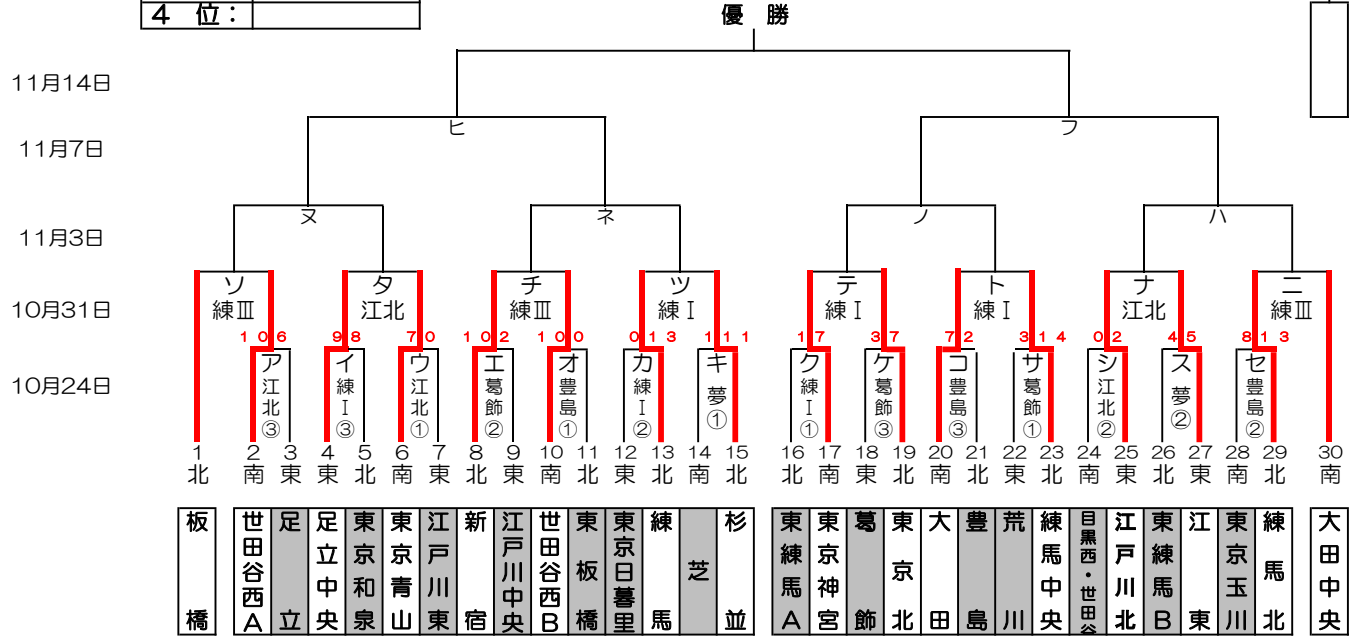 4 位：
優 勝
11月14日
ヒ
フ
11月7日
ヌ
ネ
ノ
ハ
11月3日
ソ
タ
チ
ツ
テ
ト
ナ
ニ
10月31日
練Ⅲ
江北
練Ⅲ
練Ⅰ
練Ⅰ
練Ⅰ
江北
練Ⅲ
10 6
9 8
7 0
10 2
10 0
0 13
1 11
1 7
3 7
7 2
3 14
0 2
4 5
8 13
10月24日
ア
江北③
イ
練Ⅰ③
ウ
江北①
エ
葛飾②
オ
豊島①
カ
練Ⅰ②
キ
夢①
ク
練Ⅰ①
ケ
葛飾③
コ
豊島③
サ
葛飾①
シ
江北②
ス
夢②
セ
豊島②
1 2 3 4 5 6 7 8 9 10 11 12 13 14 15 16 17 18 19 20 21 22 23 24 25 26 27 28 29 30
北 南 東 東 北 南 東 北 東 南 北 東 北 南 北 北 南 東 北 南 北 東 北 南 東 北 東 南 北 南
板橋
世田谷西A
足立
足立中央
東京和泉
東京青山
江戸川東
新宿
江戸川中央
世田谷西B
東板橋
東京日暮里
練馬
芝
杉並
東練馬A
東京神宮
葛飾
東京北
大田
豊島
荒川
練馬中央
目黒西・世田谷
江戸川北
東練馬B
江東
東京玉川
練馬北
大田中央